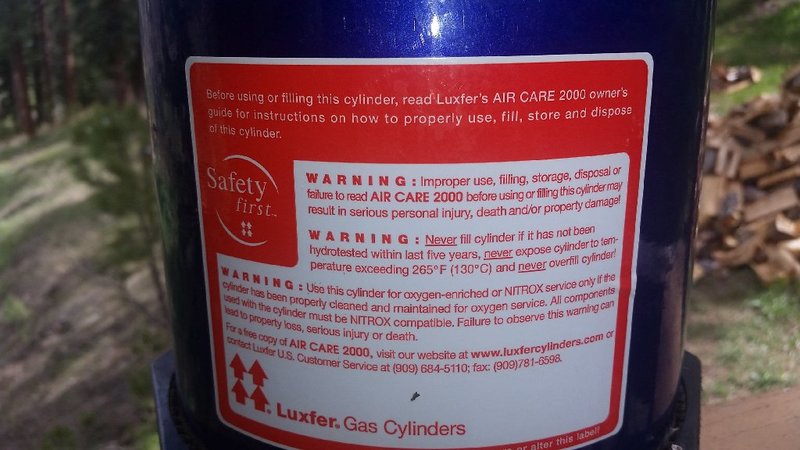 Before using or filling this cylinder, read Luxfer's AIR CARE 2000 owner's
guide for instructions on how to properly use, fill, store and dispose
of this cylinder.
Safety
first™
WARNING: Improper use, filling, storage, disposal or
failure to read AIR CARE 2000 before using or filling this cylinder may
result in serious personal injury, death and/or property damage!
WARNING: Never fill cylinder if it has not been
hydrotested within last five years, never expose cylinder to tem-
perature exceeding 265°F (130°C) and never overfill cylinder!
WARNING: Use this cylinder for oxygen-enriched or NITROX service only if the
cylinder has been properly cleaned and maintained for oxygen service. All components
used with the cylinder must be NITROX compatible. Failure to observe this warning can
lead to property loss, serious injury or death.
For a free copy of AIR CARE 2000, visit our website at www.luxfercylinders.com or
contact Luxfer U.S. Customer Service at (909) 684-5110; fax: (909)781-6598.
Luxfer® Gas Cylinders
or alter this label!